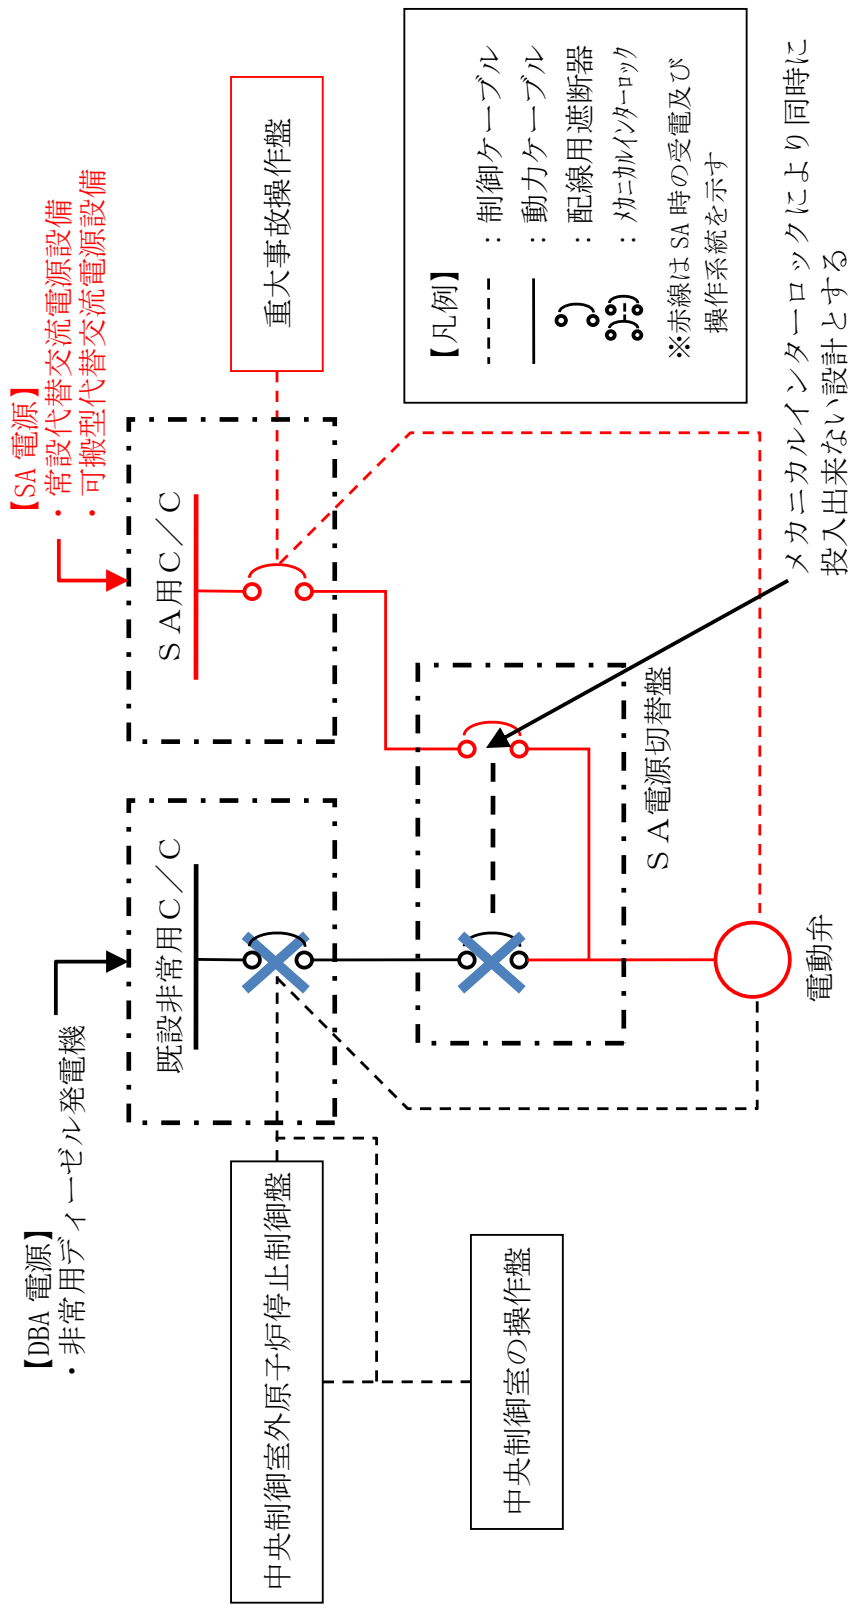 【DBA 電源】
・非常用ディーゼル発電機
【SA 電源】
・常設代替交流電源設備
・可搬型代替交流電源設備
既設非常用Ｃ／Ｃ
ＳＡ用Ｃ／Ｃ
中央制御室外原子炉停止制御盤
重大事故操作盤
中央制御室の操作盤
ＳＡ電源切替盤
電動弁
【凡例】
：制御ケーブル
：動力ケーブル
：配線用遮断器
：ﾒｶﾆｶﾙｲﾝﾀｰﾛｯｸ
※赤線は SA 時の受電及び
操作系統を示す
メカニカルインターロックにより同時に
投入出来ない設計とする